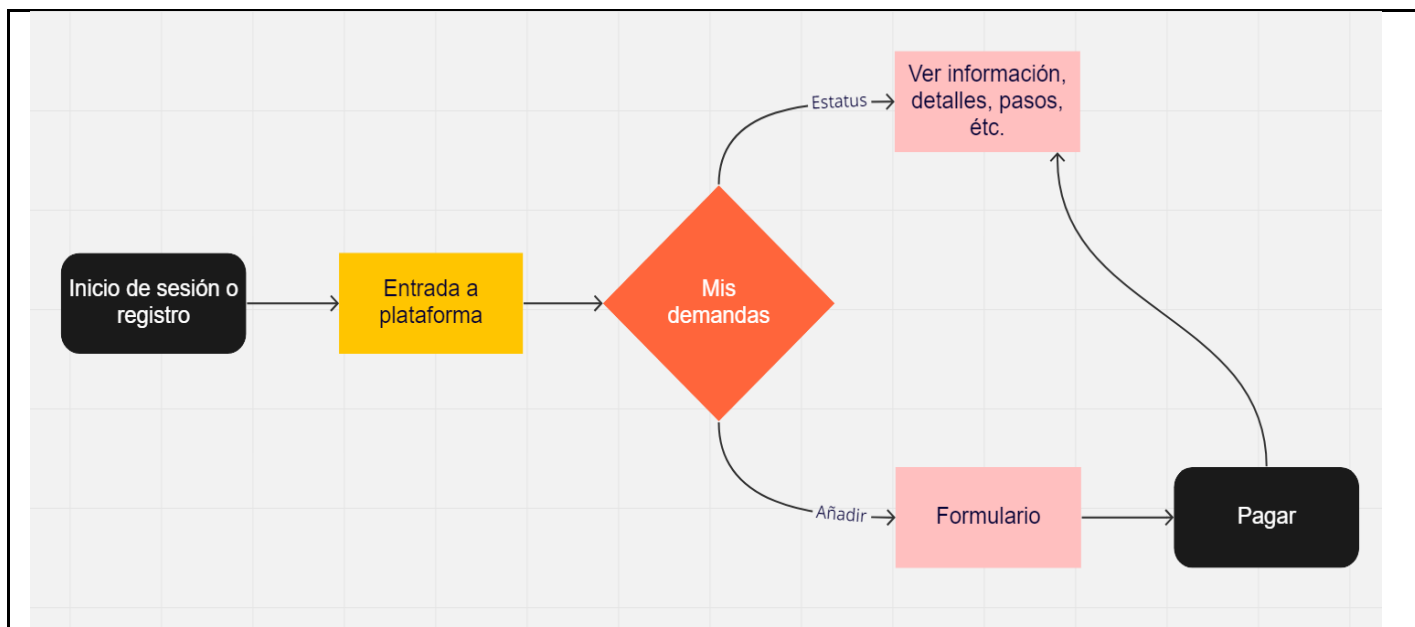 Ver información,
detalles, pasos,
étc.
Estatus
Inicio de sesión o
registro
Entrada a
plataforma
Mis
demandas
Añadir
Formulario
Pagar